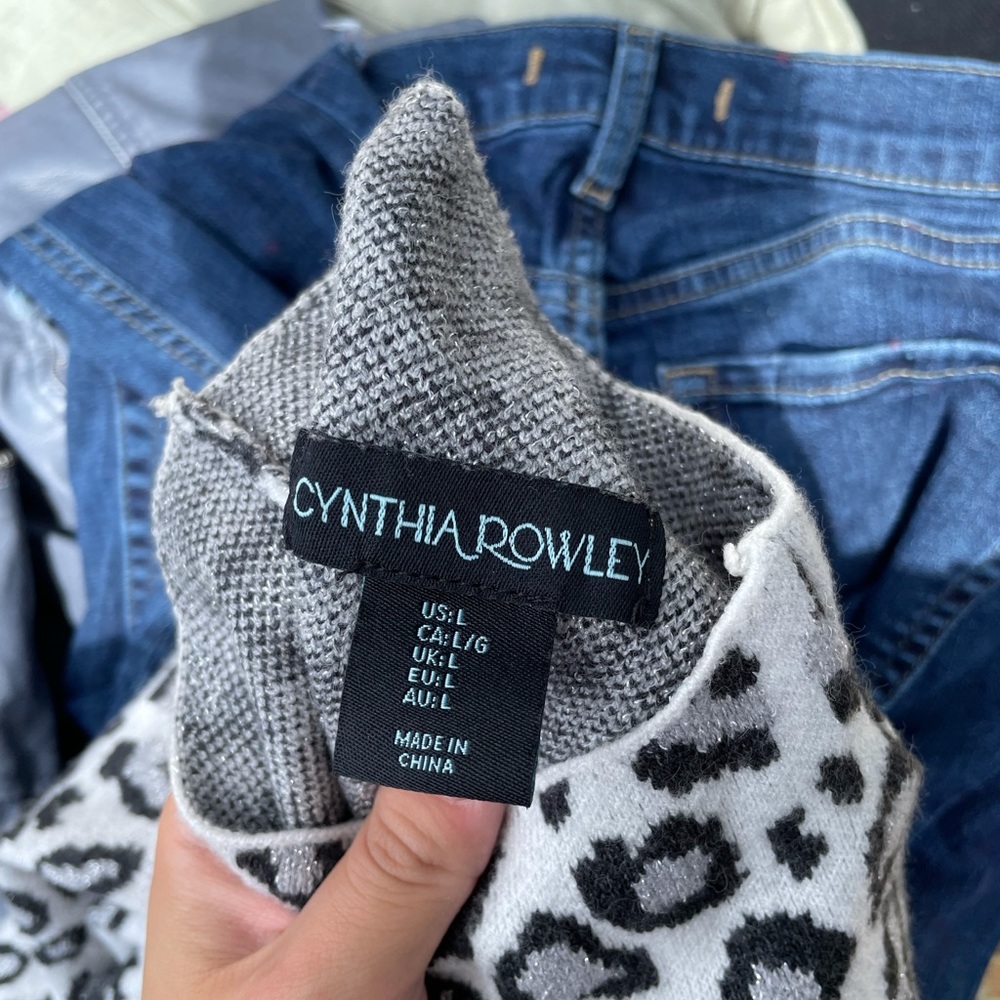 CYNTHIA ROWLEY
US: L
CA: L/G
UK: L
EU: L
AU: L
MADE IN
CHINA